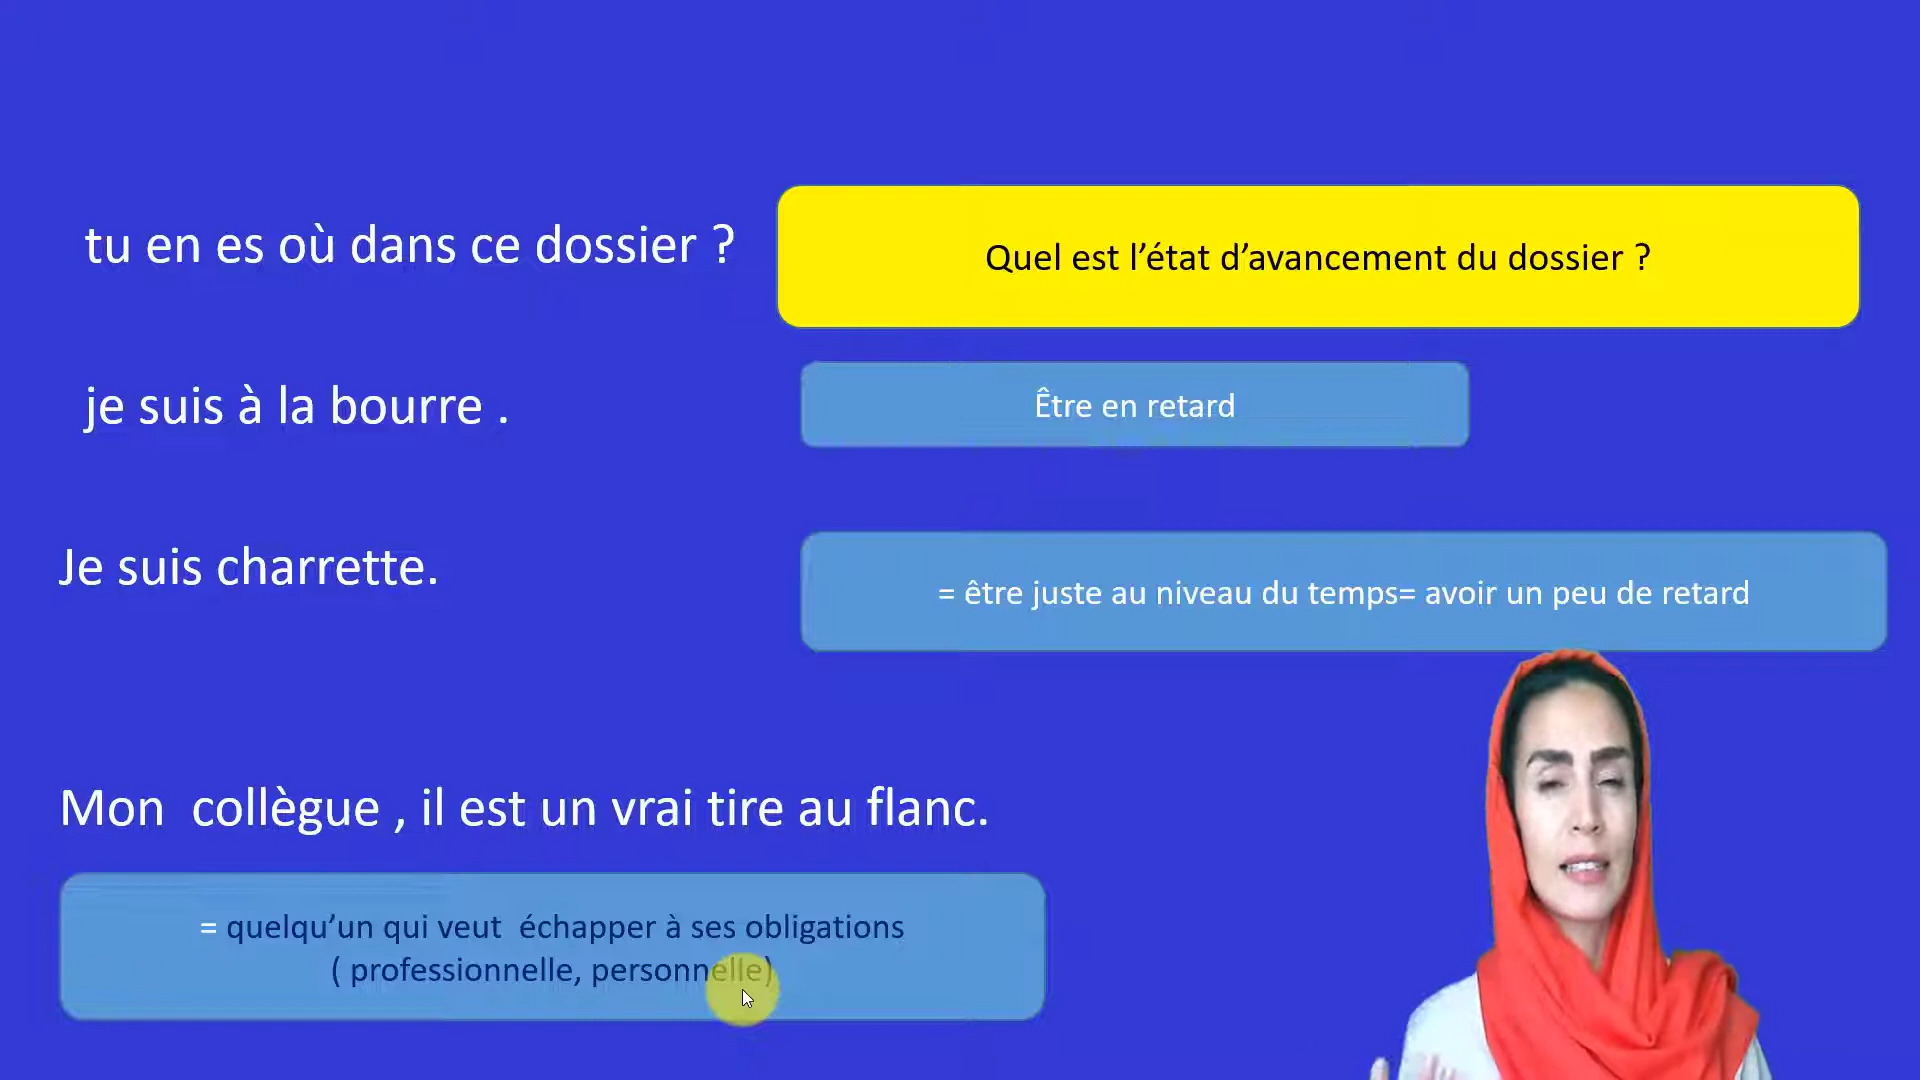 tu en es où dans ce dossier ?
Quel est l’état d’avancement du dossier ?
je suis à la bourre .
Être en retard
Je suis charrette.
= être juste au niveau du temps= avoir un peu de retard
Mon  collègue , il est un vrai tire au flanc.
= quelqu’un qui veut  échapper à ses obligations
( professionnelle, personnelle)